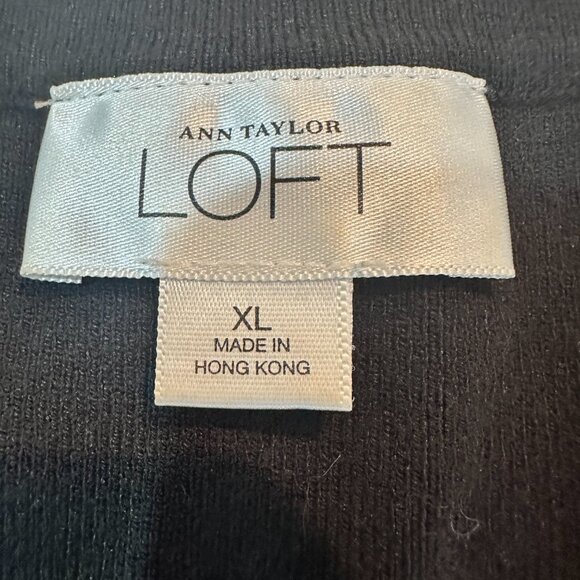 ANN TAYLOR
LOFT
XL
MADE IN
HONG KONG